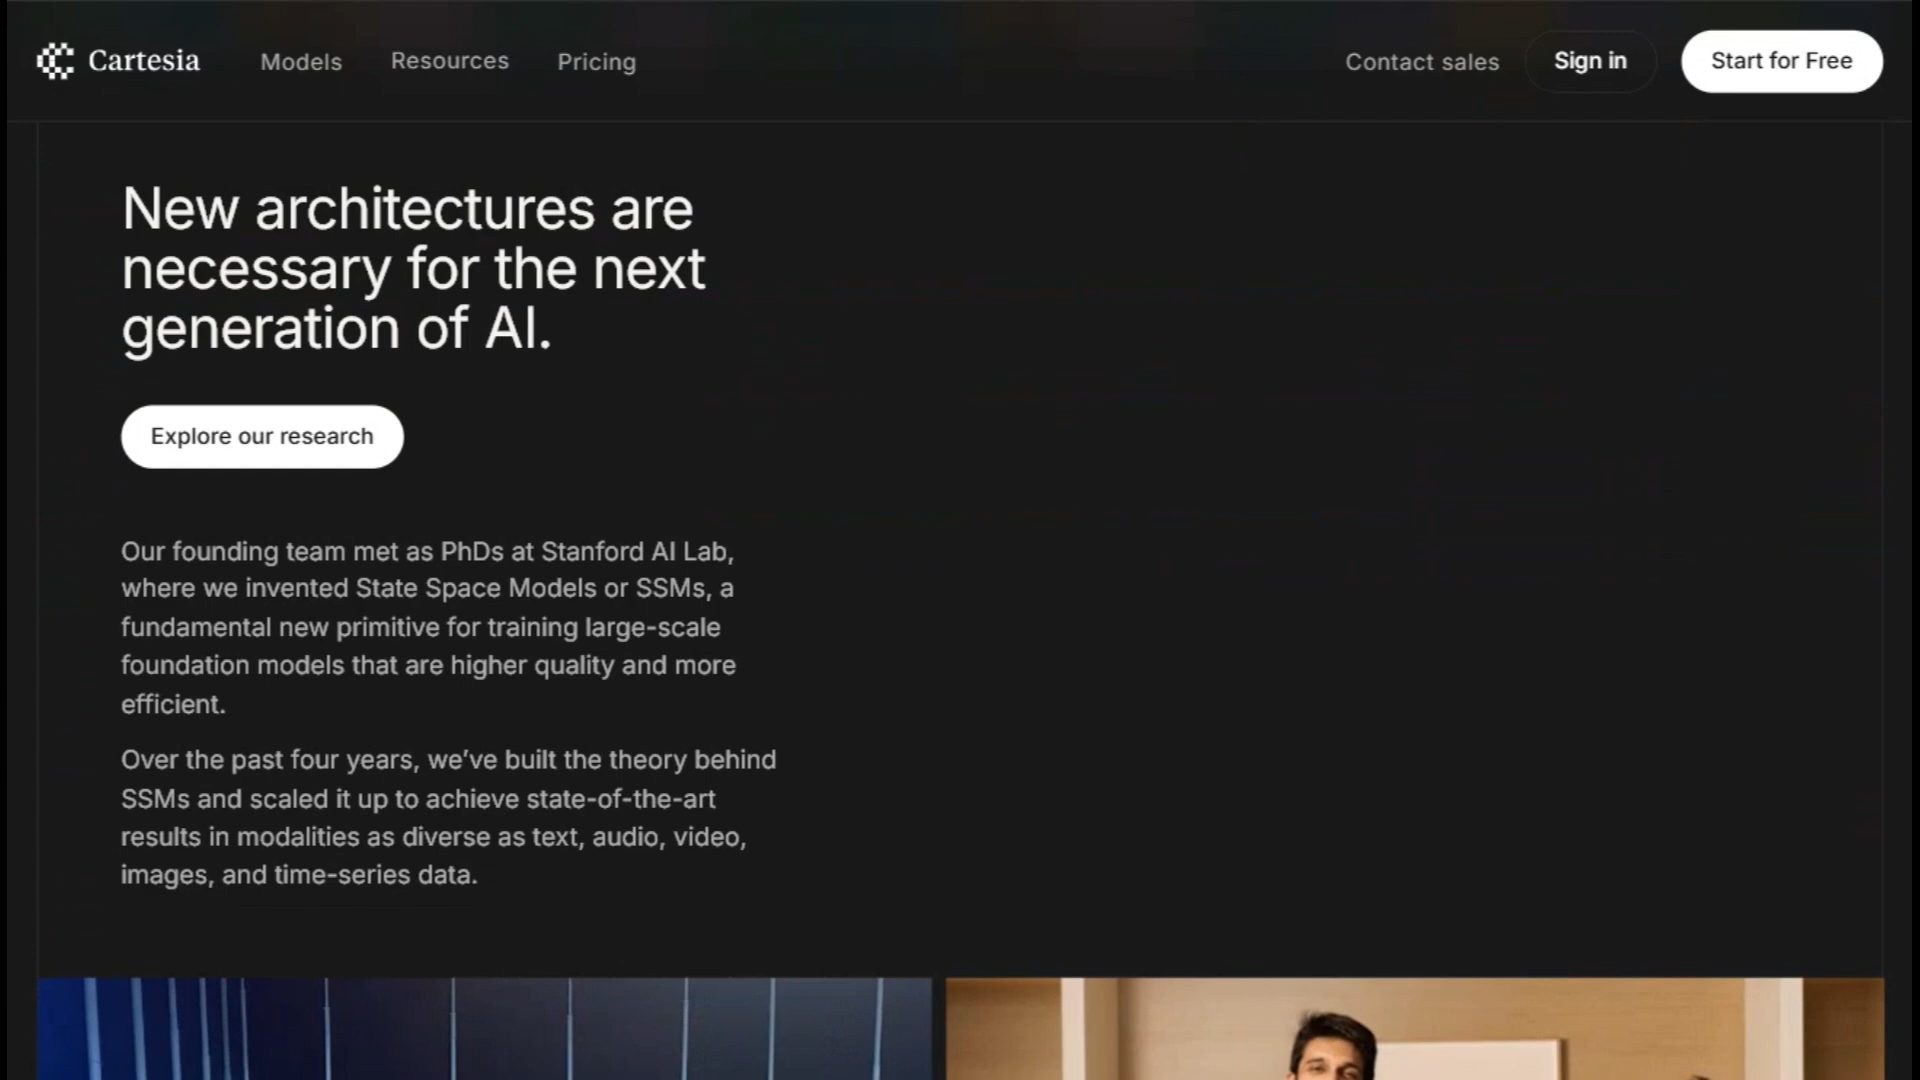 Cartesia Models Resources Pricing Contact sales Sign in Start for Free
New architectures are
necessary for the next
generation of AI.
Explore our research
Our founding team met as PhDs at Stanford AI Lab,
where we invented State Space Models or SSMs, a
fundamental new primitive for training large-scale
foundation models that are higher quality and more
efficient.
Over the past four years, we’ve built the theory behind
SSMs and scaled it up to achieve state-of-the-art
results in modalities as diverse as text, audio, video,
images, and time-series data.